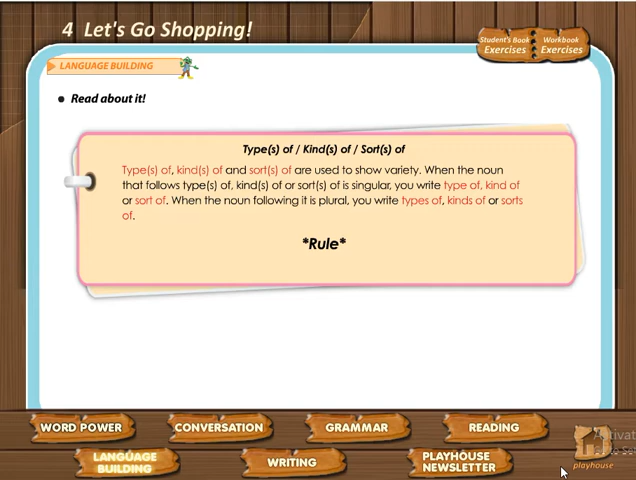 4 Let's Go Shopping!
Student's Book
Exercises
Workbook
Exercises
LANGUAGE BUILDING
Read about it!
Type(s) of / Kind(s) of / Sort(s) of
Type(s) of, kind(s) of and sort(s) of are used to show variety. When the noun
that follows type(s) of, kind(s) of or sort(s) of is singular, you write type of, kind of
or sort of. When the noun following it is plural, you write types of, kinds of or sorts
of.
*Rule*
WORD POWER
CONVERSATION
GRAMMAR
READING
LANGUAGE
BUILDING
WRITING
PLAYHOUSE
NEWSLETTER
playhouse